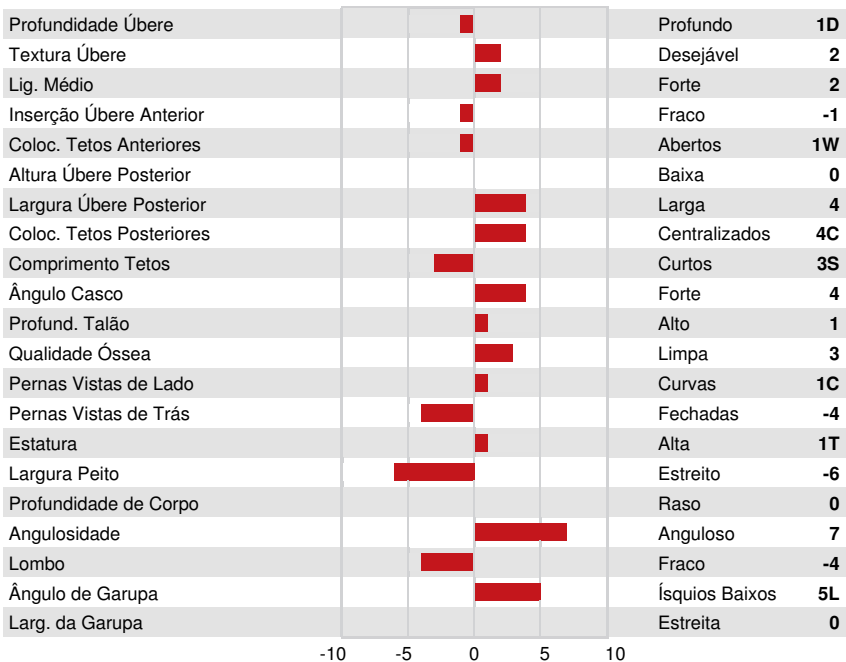 Profundidade Úbere Profundo 1D
Textura Úbere Desejável 2
Lig. Médio Forte 2
Inserção Úbere Anterior Fraco -1
Coloc. Tetos Anteriores Abertos 1W
Altura Úbere Posterior Baixa 0
Largura Úbere Posterior Larga 4
Coloc. Tetos Posteriores Centralizados 4C
Comprimento Tetos Curtos 3S
Ângulo Casco Forte 4
Profund. Talão Alto 1
Qualidade Óssea Limpa 3
Pernas Vistas de Lado Curvas 1C
Pernas Vistas de Trás Fechadas -4
Estatura Alta 1T
Largura Peito Estreito -6
Profundidade de Corpo Raso 0
Angulosidade Anguloso 7
Lombo Fraco -4
Ângulo de Garupa Ísquios Baixos 5L
Larg. da Garupa Estreita 0
-10 -5 0 5 10